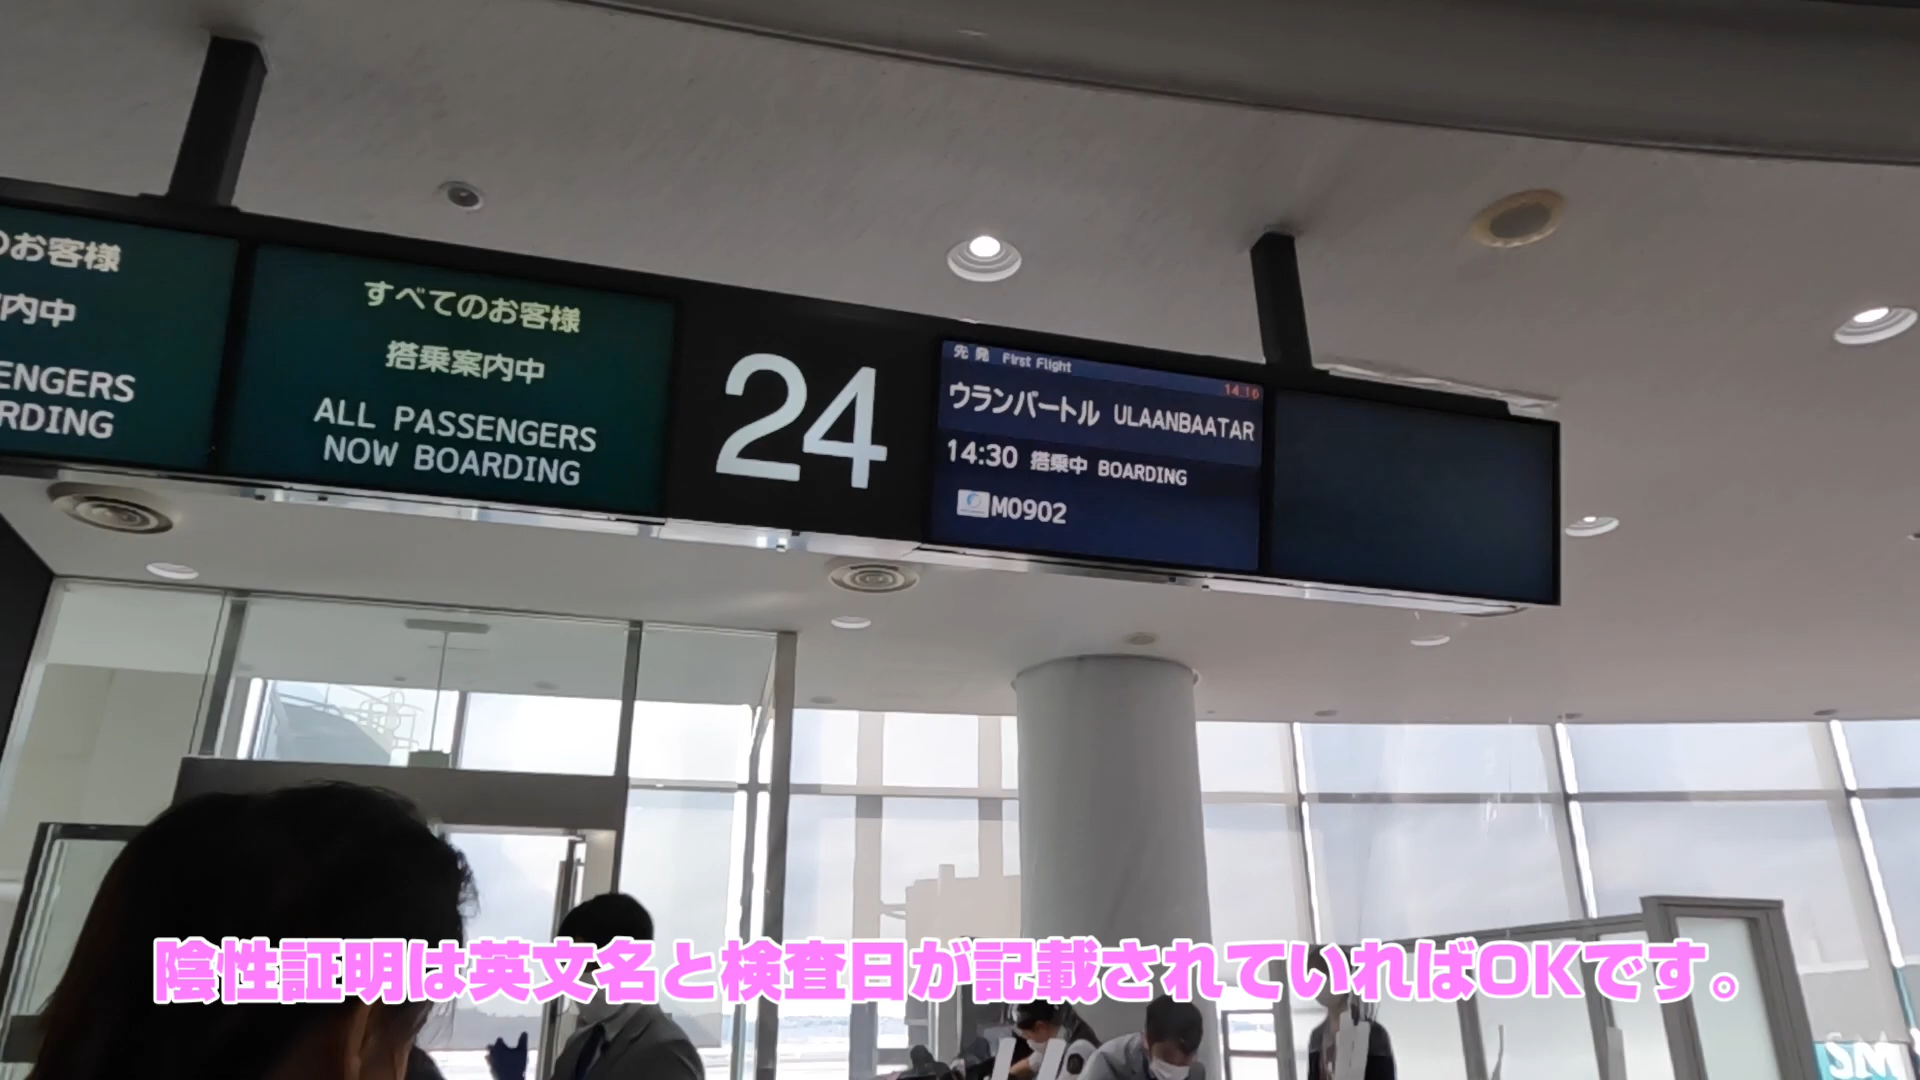 のお客様
内中
ENGERS
RDING
すべてのお客様
搭乗案内中
ALL PASSENGERS
NOW BOARDING
24
先発 First Flight
14:16
ウランバートル ULAANBAATAR
14:30 搭乗中 BOARDING
MO902
陰性証明は英文名と検査日が記載されていればOKです。
SM